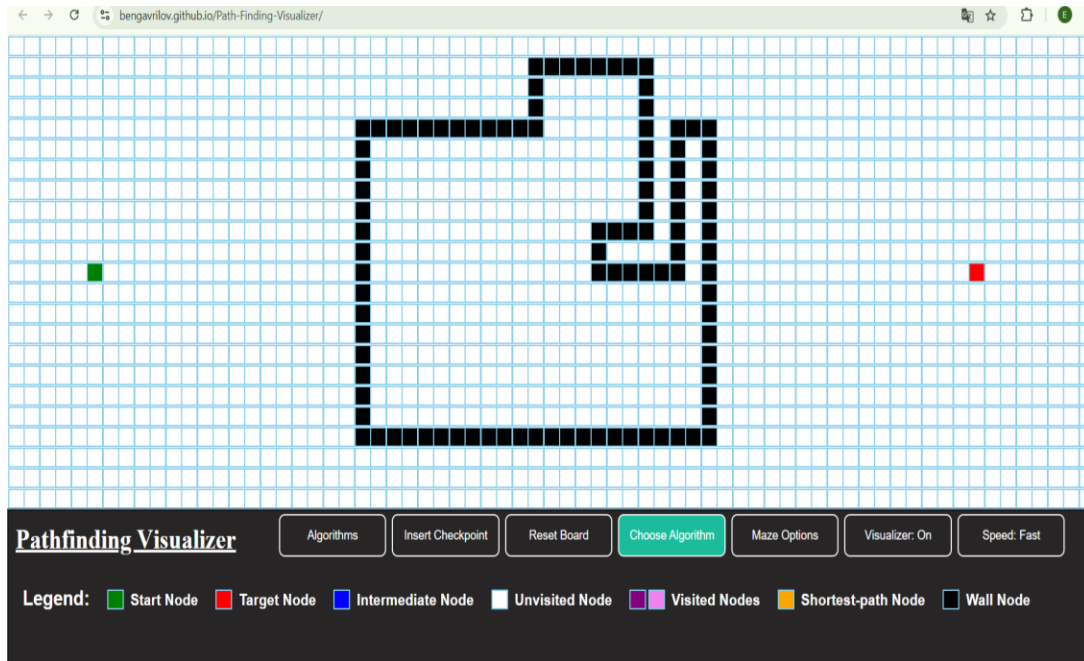 bengavrilov.github.io/Path-Finding-Visualizer/
E
Pathfinding Visualizer
Algorithms
Insert Checkpoint
Reset Board
Choose Algorithm
Maze Options
Visualizer: On
Speed: Fast
Legend: Start Node Target Node Intermediate Node Unvisited Node Visited Nodes Shortest-path Node Wall Node